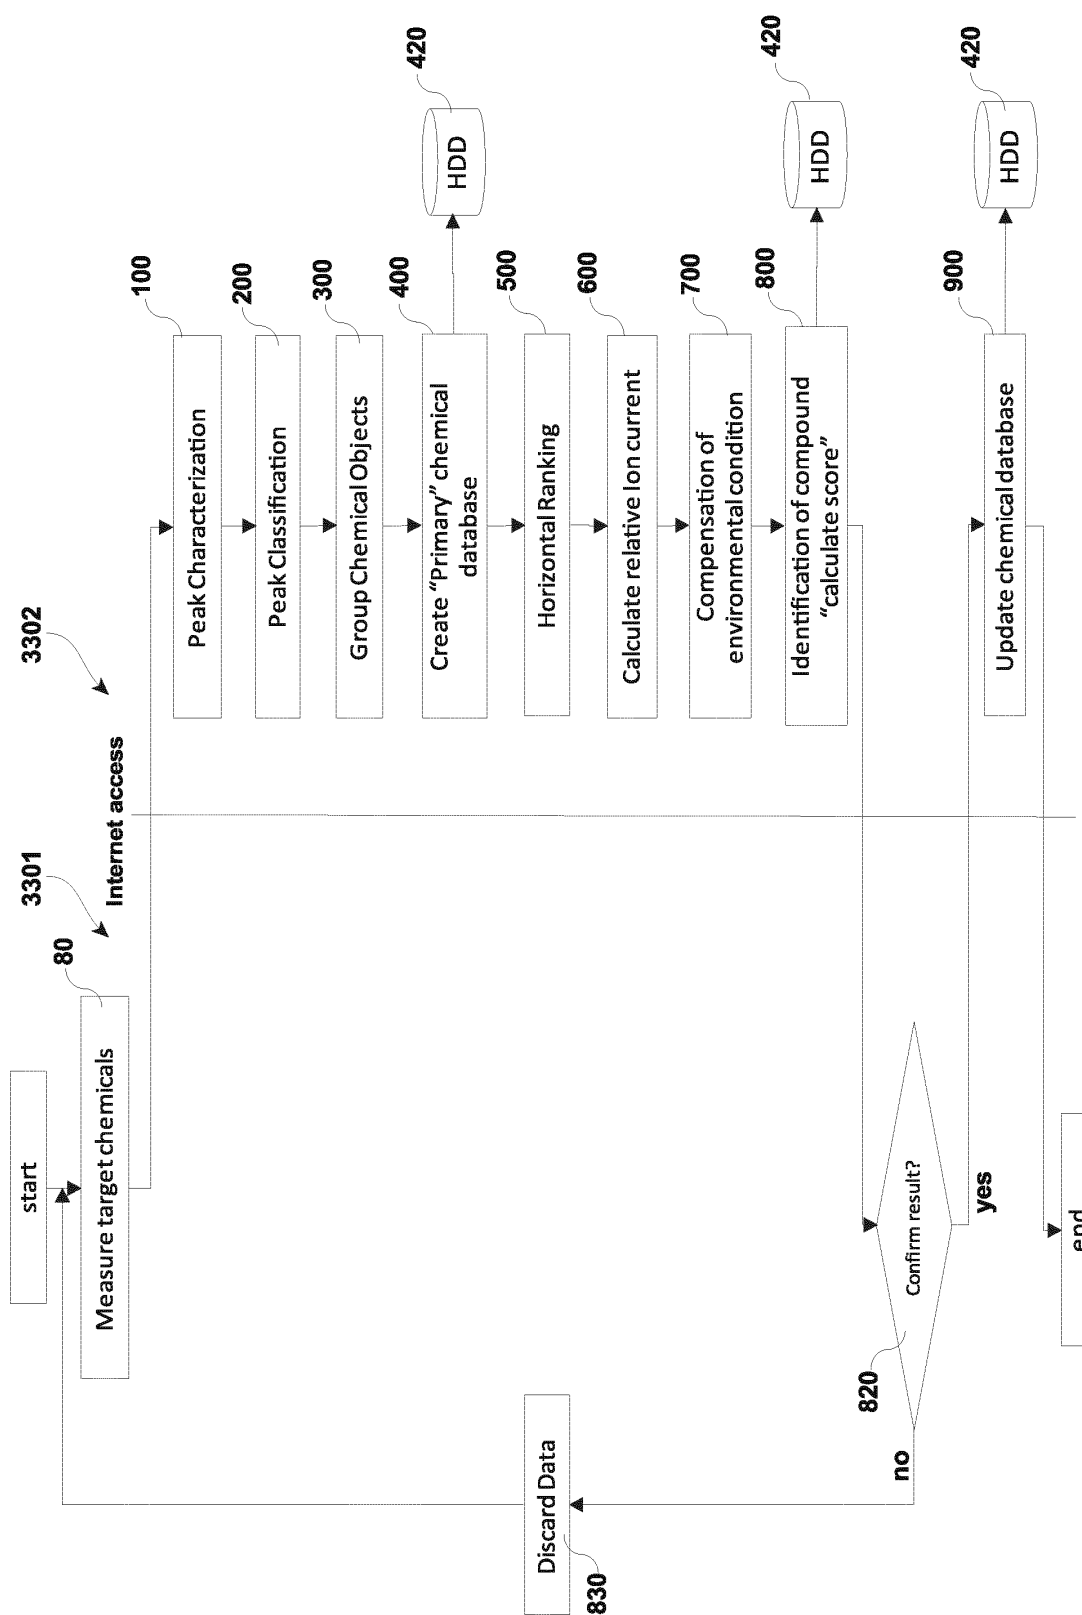 start
80
Measure target chemicals
3301
Internet access
3302
100
Peak Characterization
200
Peak Classification
300
Group Chemical Objects
400
Create “Primary” chemical
database
HDD
420
500
Horizontal Ranking
600
Calculate relative Ion current
700
Compensation of
environmental condition
800
Identification of compound
“calculate score”
HDD
420
Confirm result?
820
no
yes
Discard Data
830
900
Update chemical database
HDD
420
end